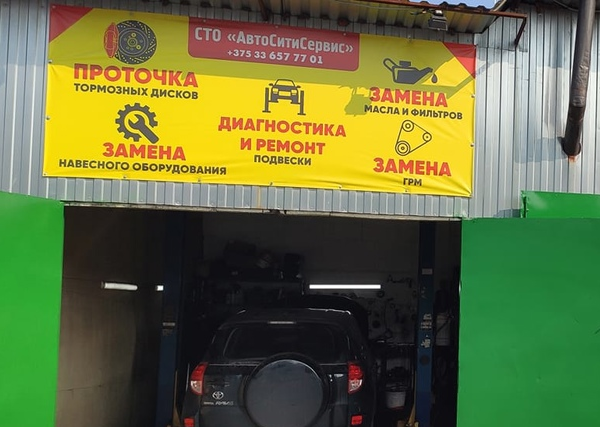 СТО «АвтоСитиСервис»
+375 33 657 77 01
ПРОТОЧКА
ТОРМОЗНЫХ ДИСКОВ
ЗАМЕНА
МАСЛА И ФИЛЬТРОВ
ДИАГНОСТИКА
И РЕМОНТ
ПОДВЕСКИ
ЗАМЕНА
НАВЕСНОГО ОБОРУДОВАНИЯ
ЗАМЕНА
ГРМ
RAV4